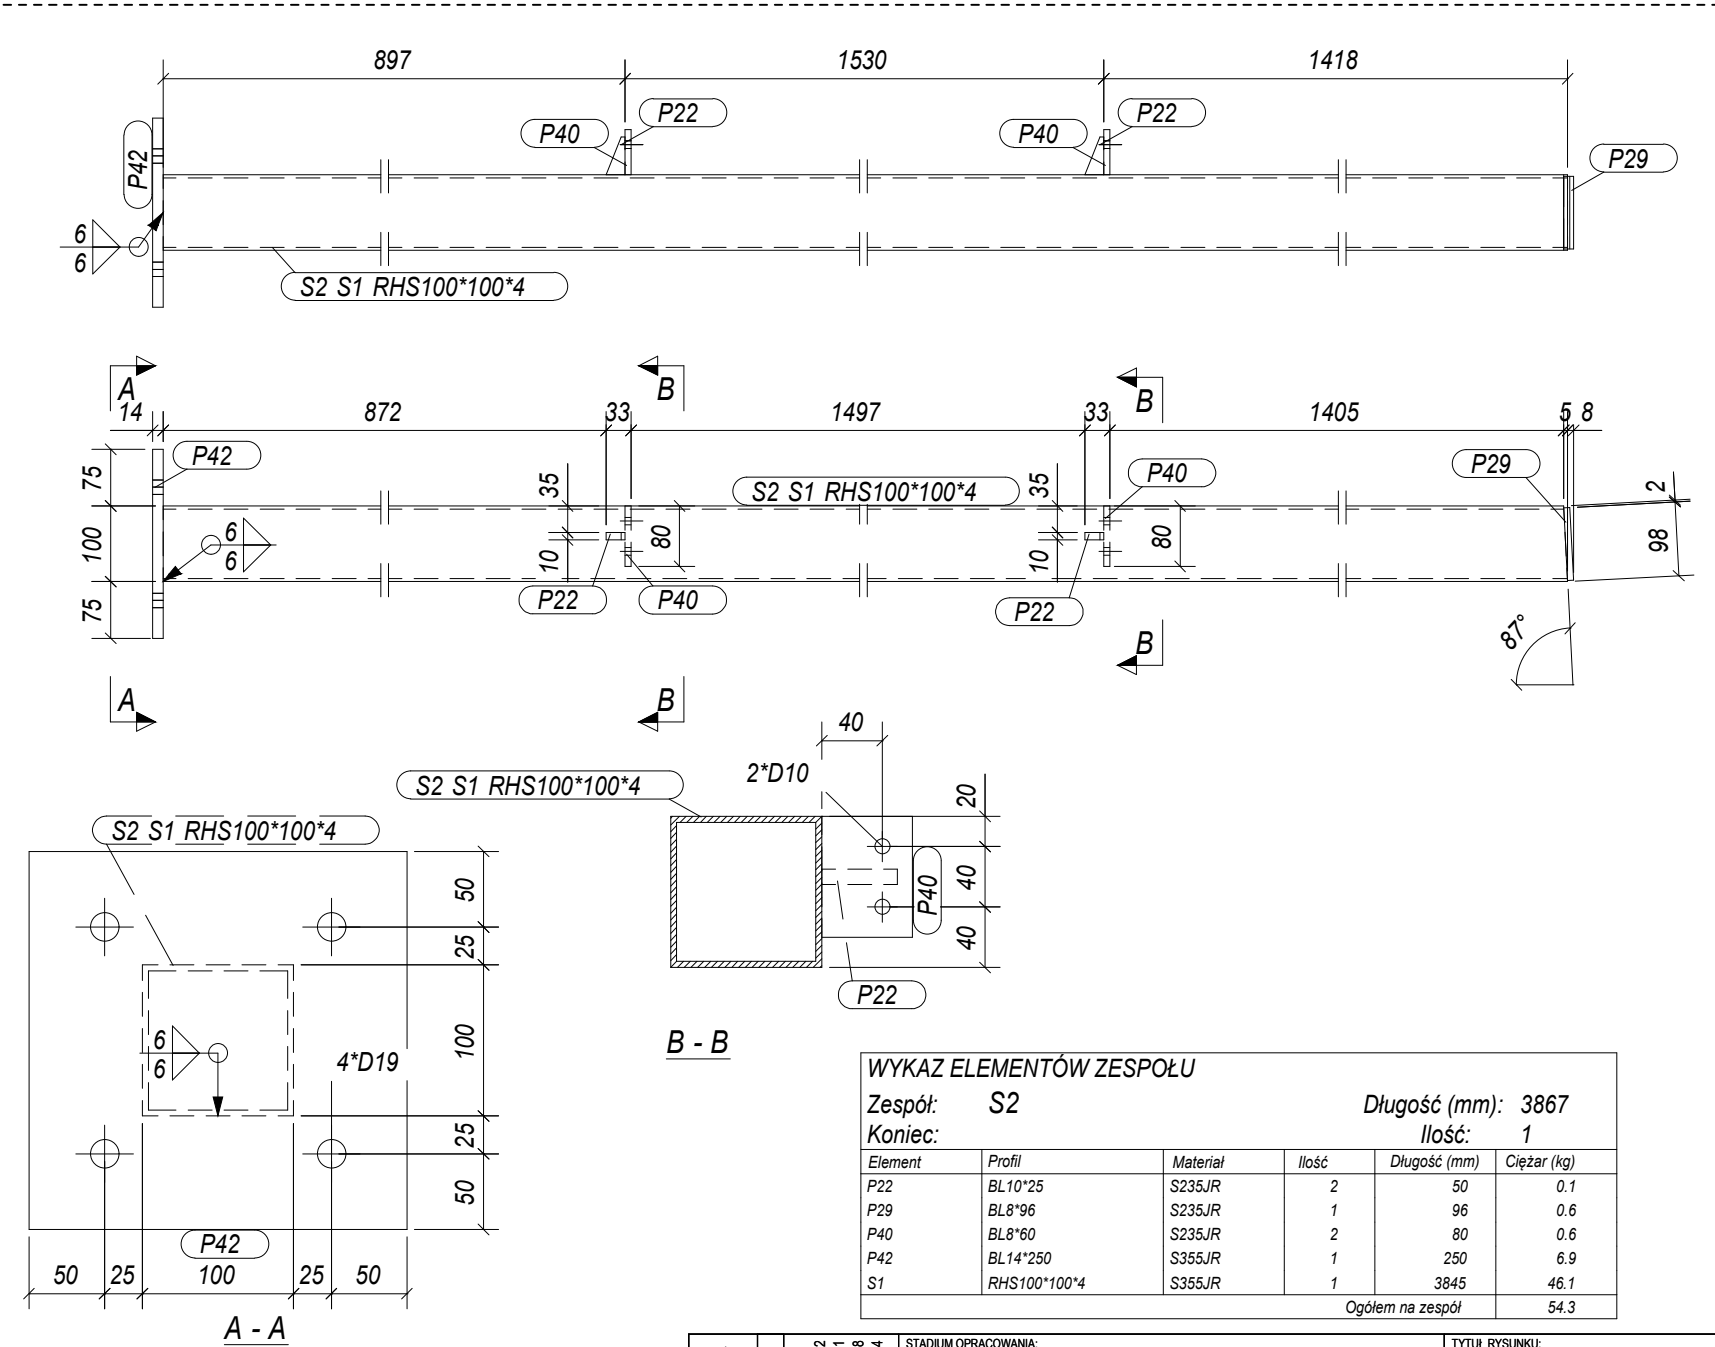 897 1530 1418
P42 P40 P22 P40 P22 P29
6
6
S2 S1 RHS100*100*4
A B B
14 872 33 1497 33 1405 5 8
75 P42 35 S2 S1 RHS100*100*4 35 P40 P29 2
100 6 10 80 10 80 98
6
75 P22 P40 P22
87°
A B B
40
2*D10
S2 S1 RHS100*100*4
20
40
40
P40
P22
B - B
S2 S1 RHS100*100*4
50
25
100
25
50
6
6
4*D19
P42
50 25 100 25 50
A - A
WYKAZ ELEMENTÓW ZESPOŁU
Zespół: S2 Długość (mm): 3867
Koniec: Ilość: 1
Element Profil Materiał Ilość Długość (mm) Ciężar (kg)
P22 BL10*25 S235JR 2 50 0.1
P29 BL8*96 S235JR 1 96 0.6
P40 BL8*60 S235JR 2 80 0.6
P42 BL14*250 S355JR 1 250 6.9
S1 RHS100*100*4 S355JR 1 3845 46.1
Ogółem na zespół 54.3
STADIUM OPRACOWANIA: TYTUŁ RYSUNKU: